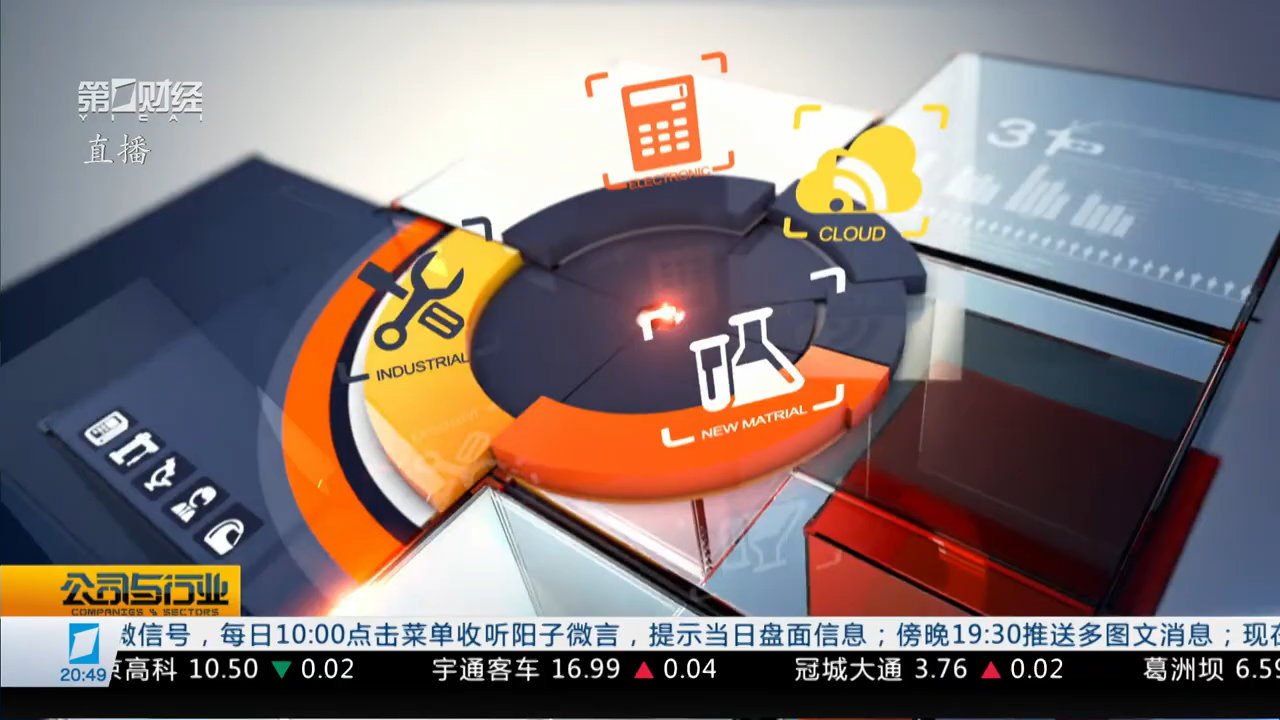 第一财经
YICAI
直播
ELECTRONIC
CLOUD
31
INDUSTRIAL
NEW MATRIAL
公司与行业
COMPANIES & SECTORS
微信号，每日10:00点击菜单收听阳子微言，提示当日盘面信息；傍晚19:30推送多图文消息；现在
20:49
京高科 10.50 ▼ 0.02 宇通客车 16.99 ▲ 0.04 冠城大通 3.76 ▲ 0.02 葛洲坝 6.59